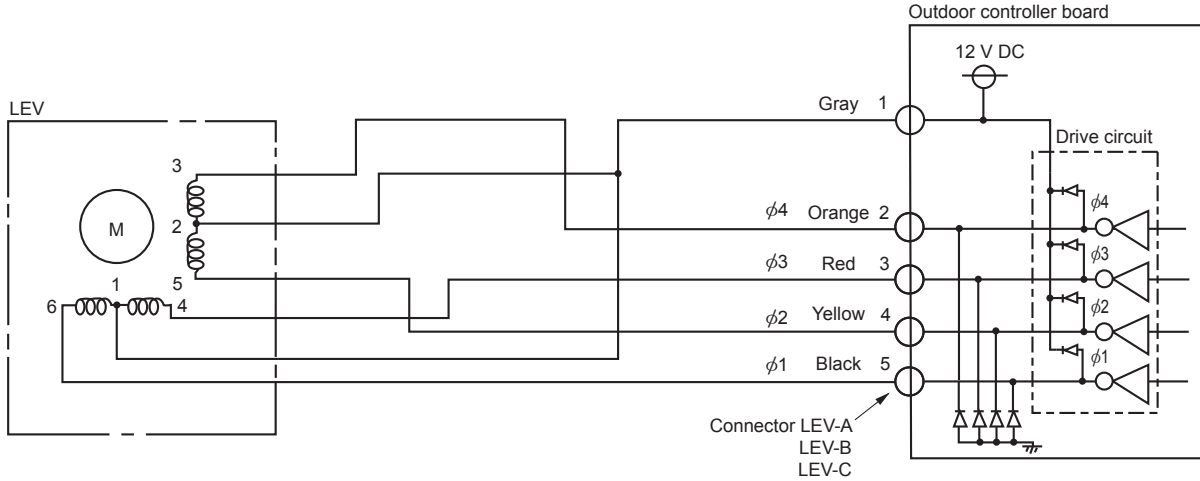 Outdoor controller board
12 V DC
LEV
Gray 1
Drive circuit
3
ϕ4 Orange 2
ϕ4
M
2
ϕ3 Red 3
ϕ3
1
5
6
4
ϕ2 Yellow 4
ϕ2
ϕ1 Black 5
ϕ1
Connector LEV-A
LEV-B
LEV-C